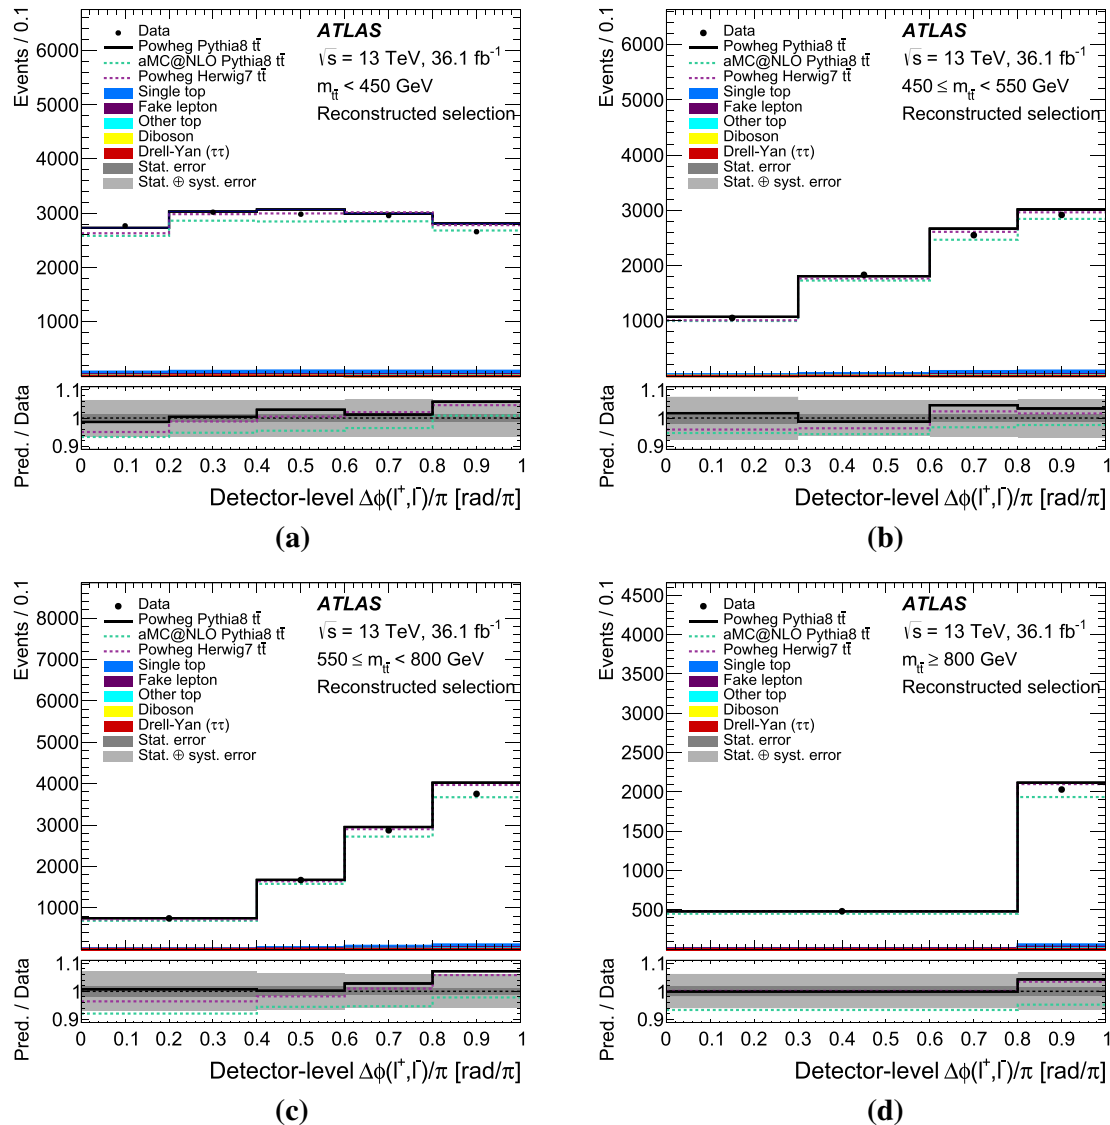 Events / 0.1
6000
5000
4000
3000
2000
1000
Data
Powheg Pythia8 tt̄
aMC@NLO Pythia8 tt̄
Powheg Herwig7 tt̄
Single top
Fake lepton
Other top
Diboson
Drell-Yan (ττ)
Stat. error
Stat. ⊕ syst. error
ATLAS
√s = 13 TeV, 36.1 fb⁻¹
m_tt̄ < 450 GeV
Reconstructed selection
Pred. / Data
1.1
1
0.9
0 0.1 0.2 0.3 0.4 0.5 0.6 0.7 0.8 0.9 1
Detector-level Δϕ(l⁺,l̄⁻)/π [rad/π]
(a)
Events / 0.1
6000
5000
4000
3000
2000
1000
Data
Powheg Pythia8 tt̄
aMC@NLO Pythia8 tt̄
Powheg Herwig7 tt̄
Single top
Fake lepton
Other top
Diboson
Drell-Yan (ττ)
Stat. error
Stat. ⊕ syst. error
ATLAS
√s = 13 TeV, 36.1 fb⁻¹
450 ≤ m_tt̄ < 550 GeV
Reconstructed selection
Pred. / Data
1.1
1
0.9
0 0.1 0.2 0.3 0.4 0.5 0.6 0.7 0.8 0.9 1
Detector-level Δϕ(l⁺,l̄⁻)/π [rad/π]
(b)
Events / 0.1
8000
7000
6000
5000
4000
3000
2000
1000
Data
Powheg Pythia8 tt̄
aMC@NLO Pythia8 tt̄
Powheg Herwig7 tt̄
Single top
Fake lepton
Other top
Diboson
Drell-Yan (ττ)
Stat. error
Stat. ⊕ syst. error
ATLAS
√s = 13 TeV, 36.1 fb⁻¹
550 ≤ m_tt̄ < 800 GeV
Reconstructed selection
Pred. / Data
1.1
1
0.9
0 0.1 0.2 0.3 0.4 0.5 0.6 0.7 0.8 0.9 1
Detector-level Δϕ(l⁺,l̄⁻)/π [rad/π]
(c)
Events / 0.1
4500
4000
3500
3000
2500
2000
1500
1000
500
Data
Powheg Pythia8 tt̄
aMC@NLO Pythia8 tt̄
Powheg Herwig7 tt̄
Single top
Fake lepton
Other top
Diboson
Drell-Yan (ττ)
Stat. error
Stat. ⊕ syst. error
ATLAS
√s = 13 TeV, 36.1 fb⁻¹
m_tt̄ ≥ 800 GeV
Reconstructed selection
Pred. / Data
1.1
1
0.9
0 0.1 0.2 0.3 0.4 0.5 0.6 0.7 0.8 0.9 1
Detector-level Δϕ(l⁺,l̄⁻)/π [rad/π]
(d)